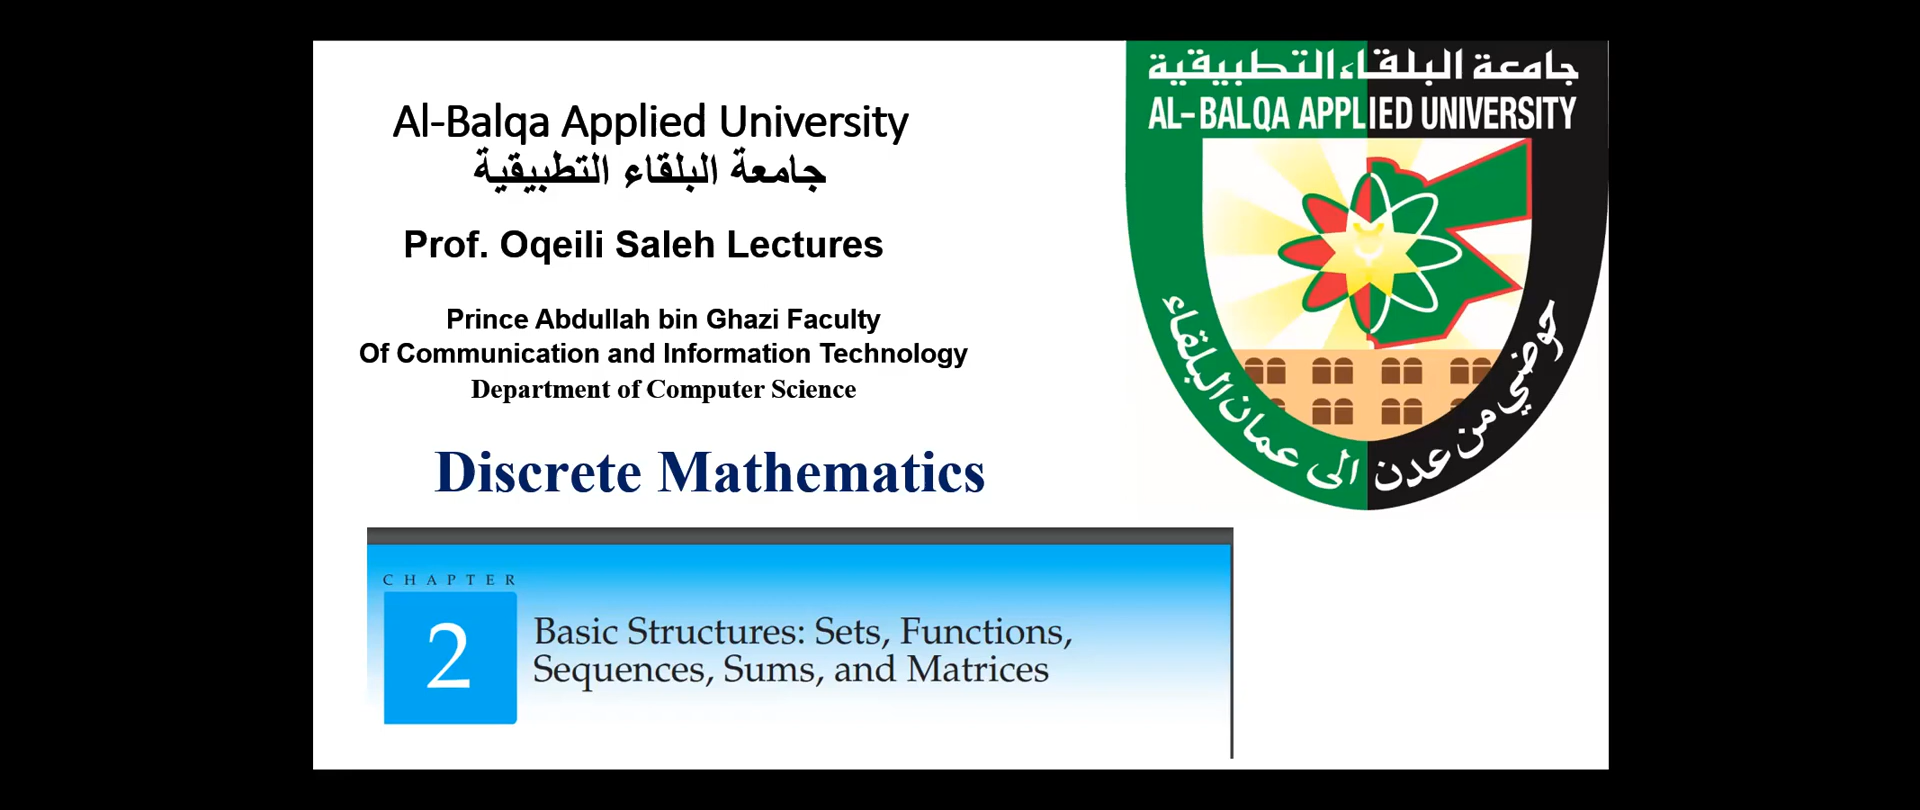 Al-Balqa Applied University
جامعة البلقاء التطبيقية
Prof. Oqeili Saleh Lectures
Prince Abdullah bin Ghazi Faculty
Of Communication and Information Technology
Department of Computer Science
Discrete Mathematics
CHAPTER
2
Basic Structures: Sets, Functions,
Sequences, Sums, and Matrices
جامعة البلقاء التطبيقية
AL-BALQA APPLIED UNIVERSITY
حوضي من عدن الى عمان البلقاء